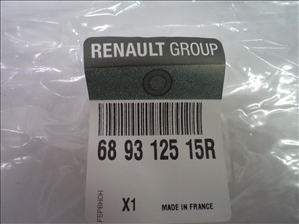 RENAULT GROUP
68 93 125 15R
X1 MADE IN FRANCE